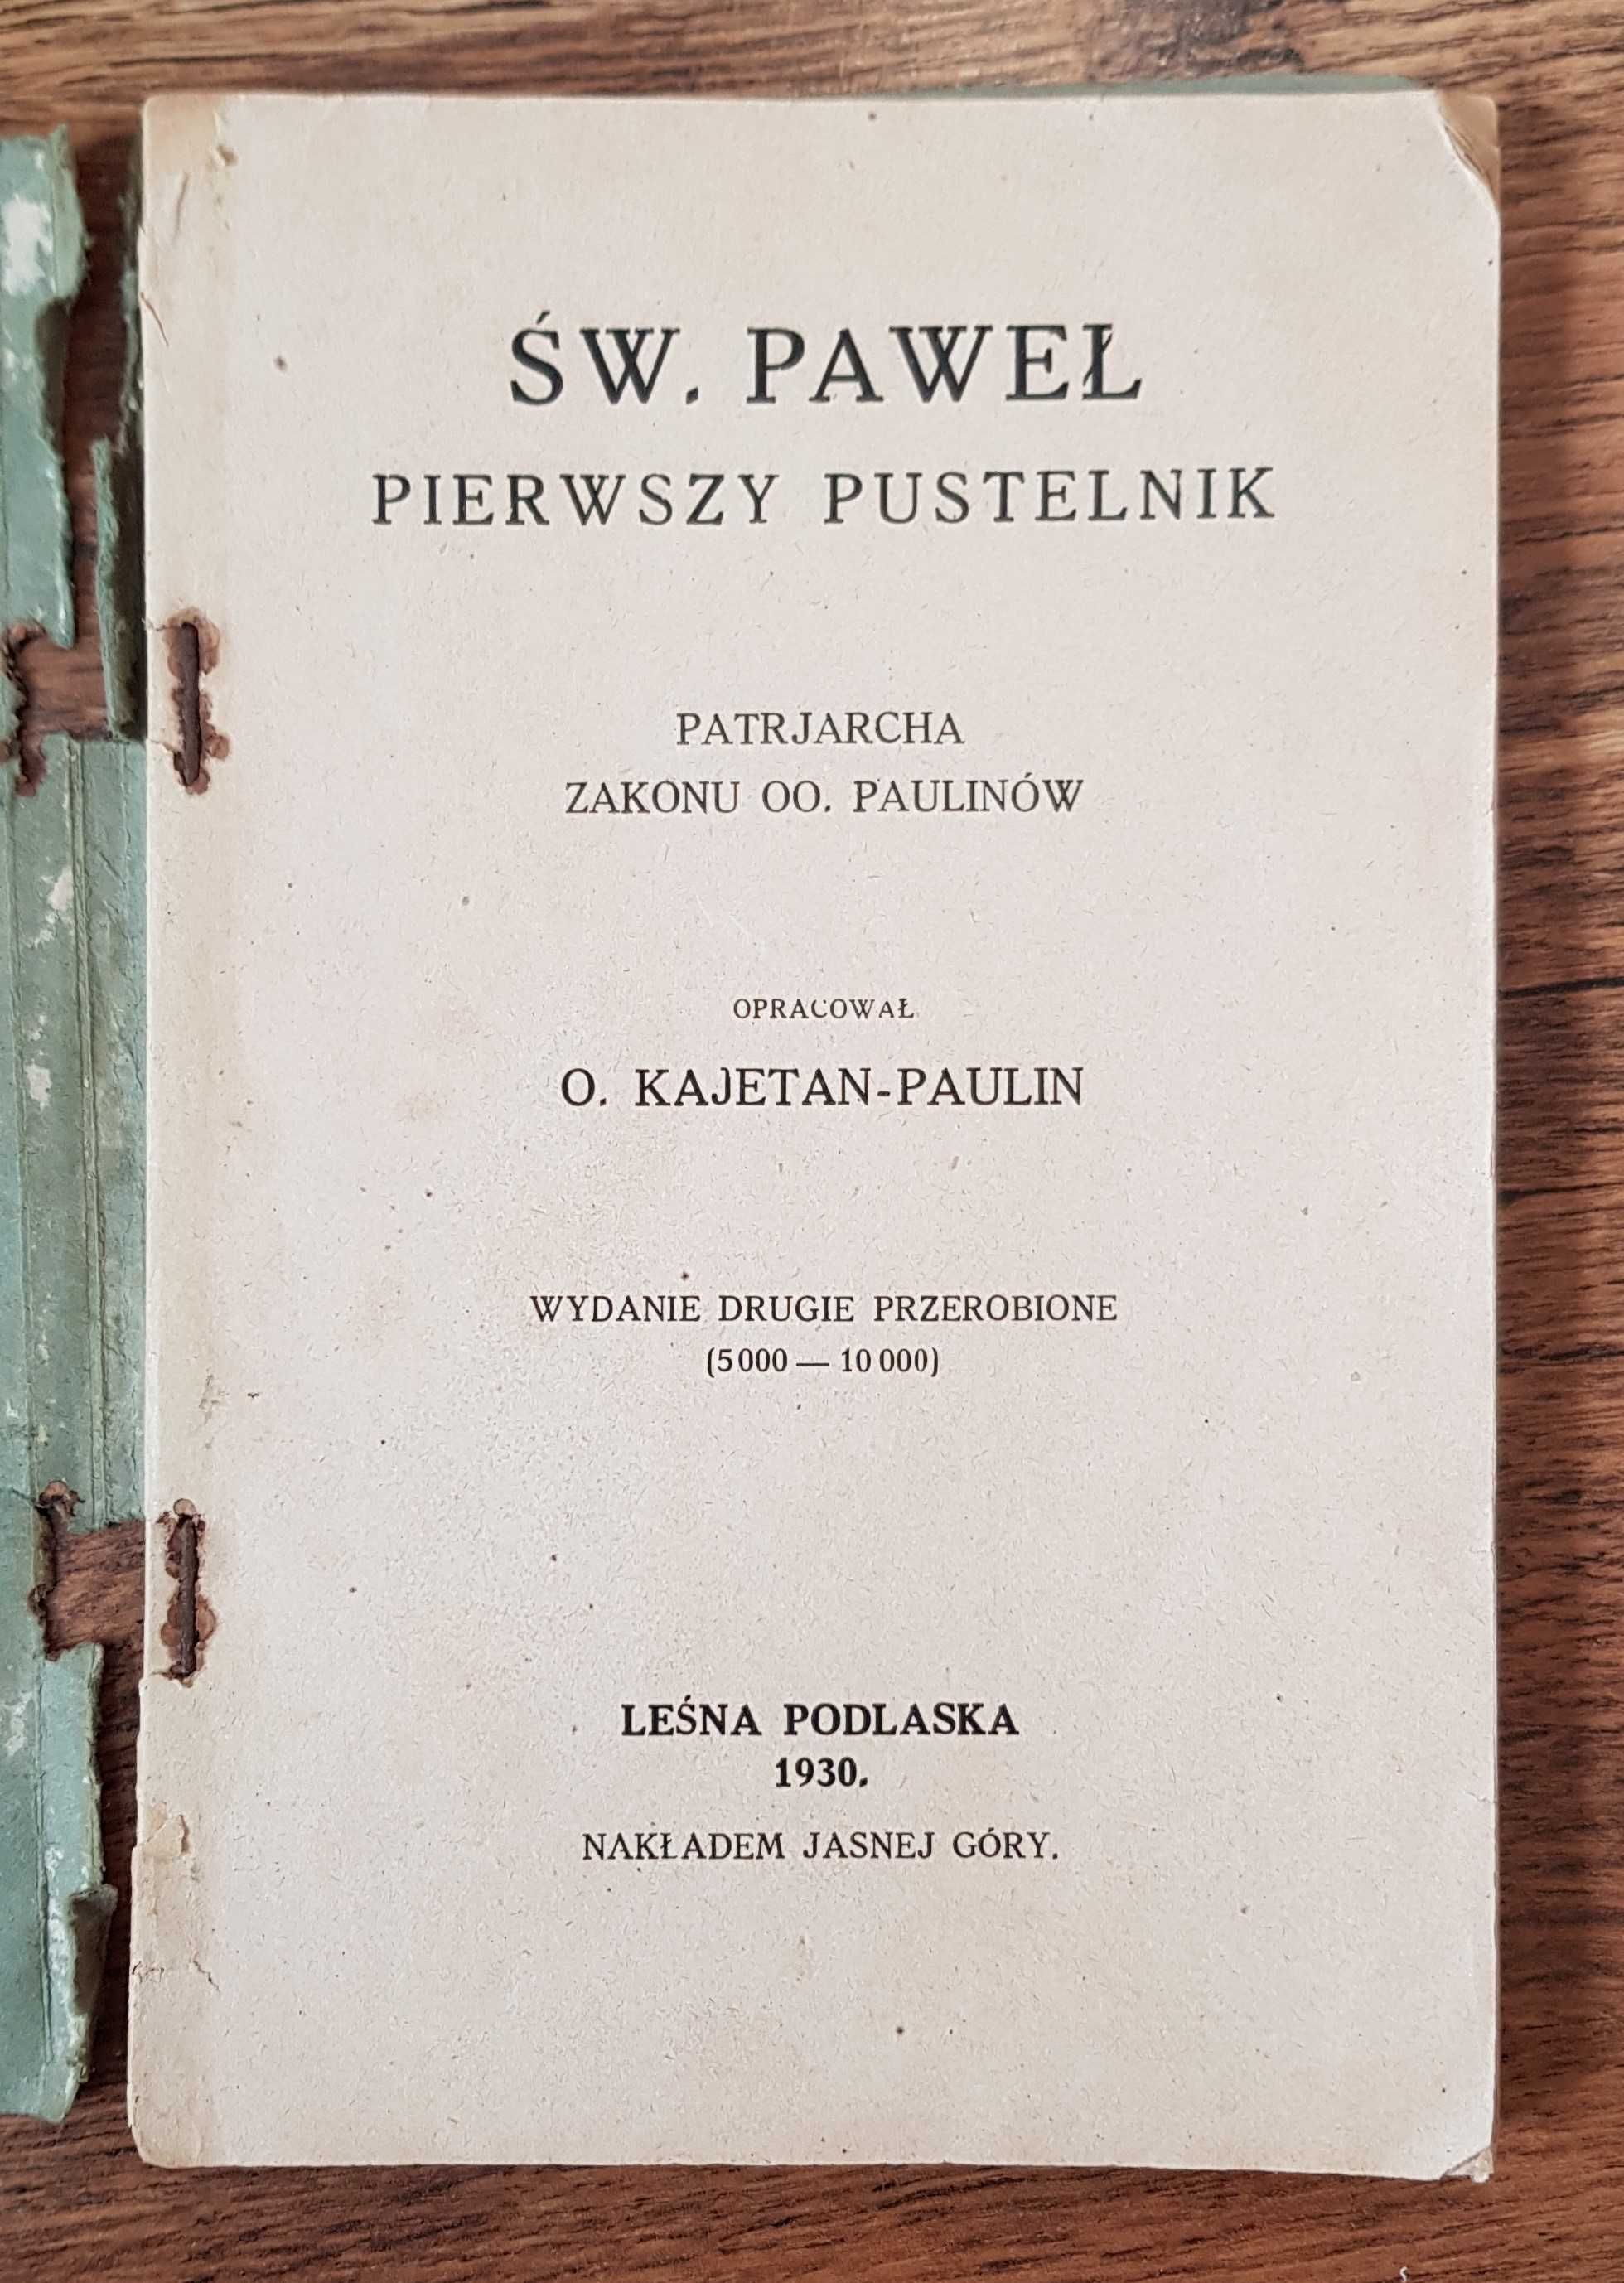 ŚW. PAWEŁ
PIERWSZY PUSTELNIK
PATRJARCHA
ZAKONU OO. PAULINÓW
OPRACOWAŁ
O. KAJETAN-PAULIN
WYDANIE DRUGIE PRZEROBIONE
(5000 — 10 000)
LEŚNA PODLASKA
1930.
NAKŁADEM JASNEJ GÓRY.